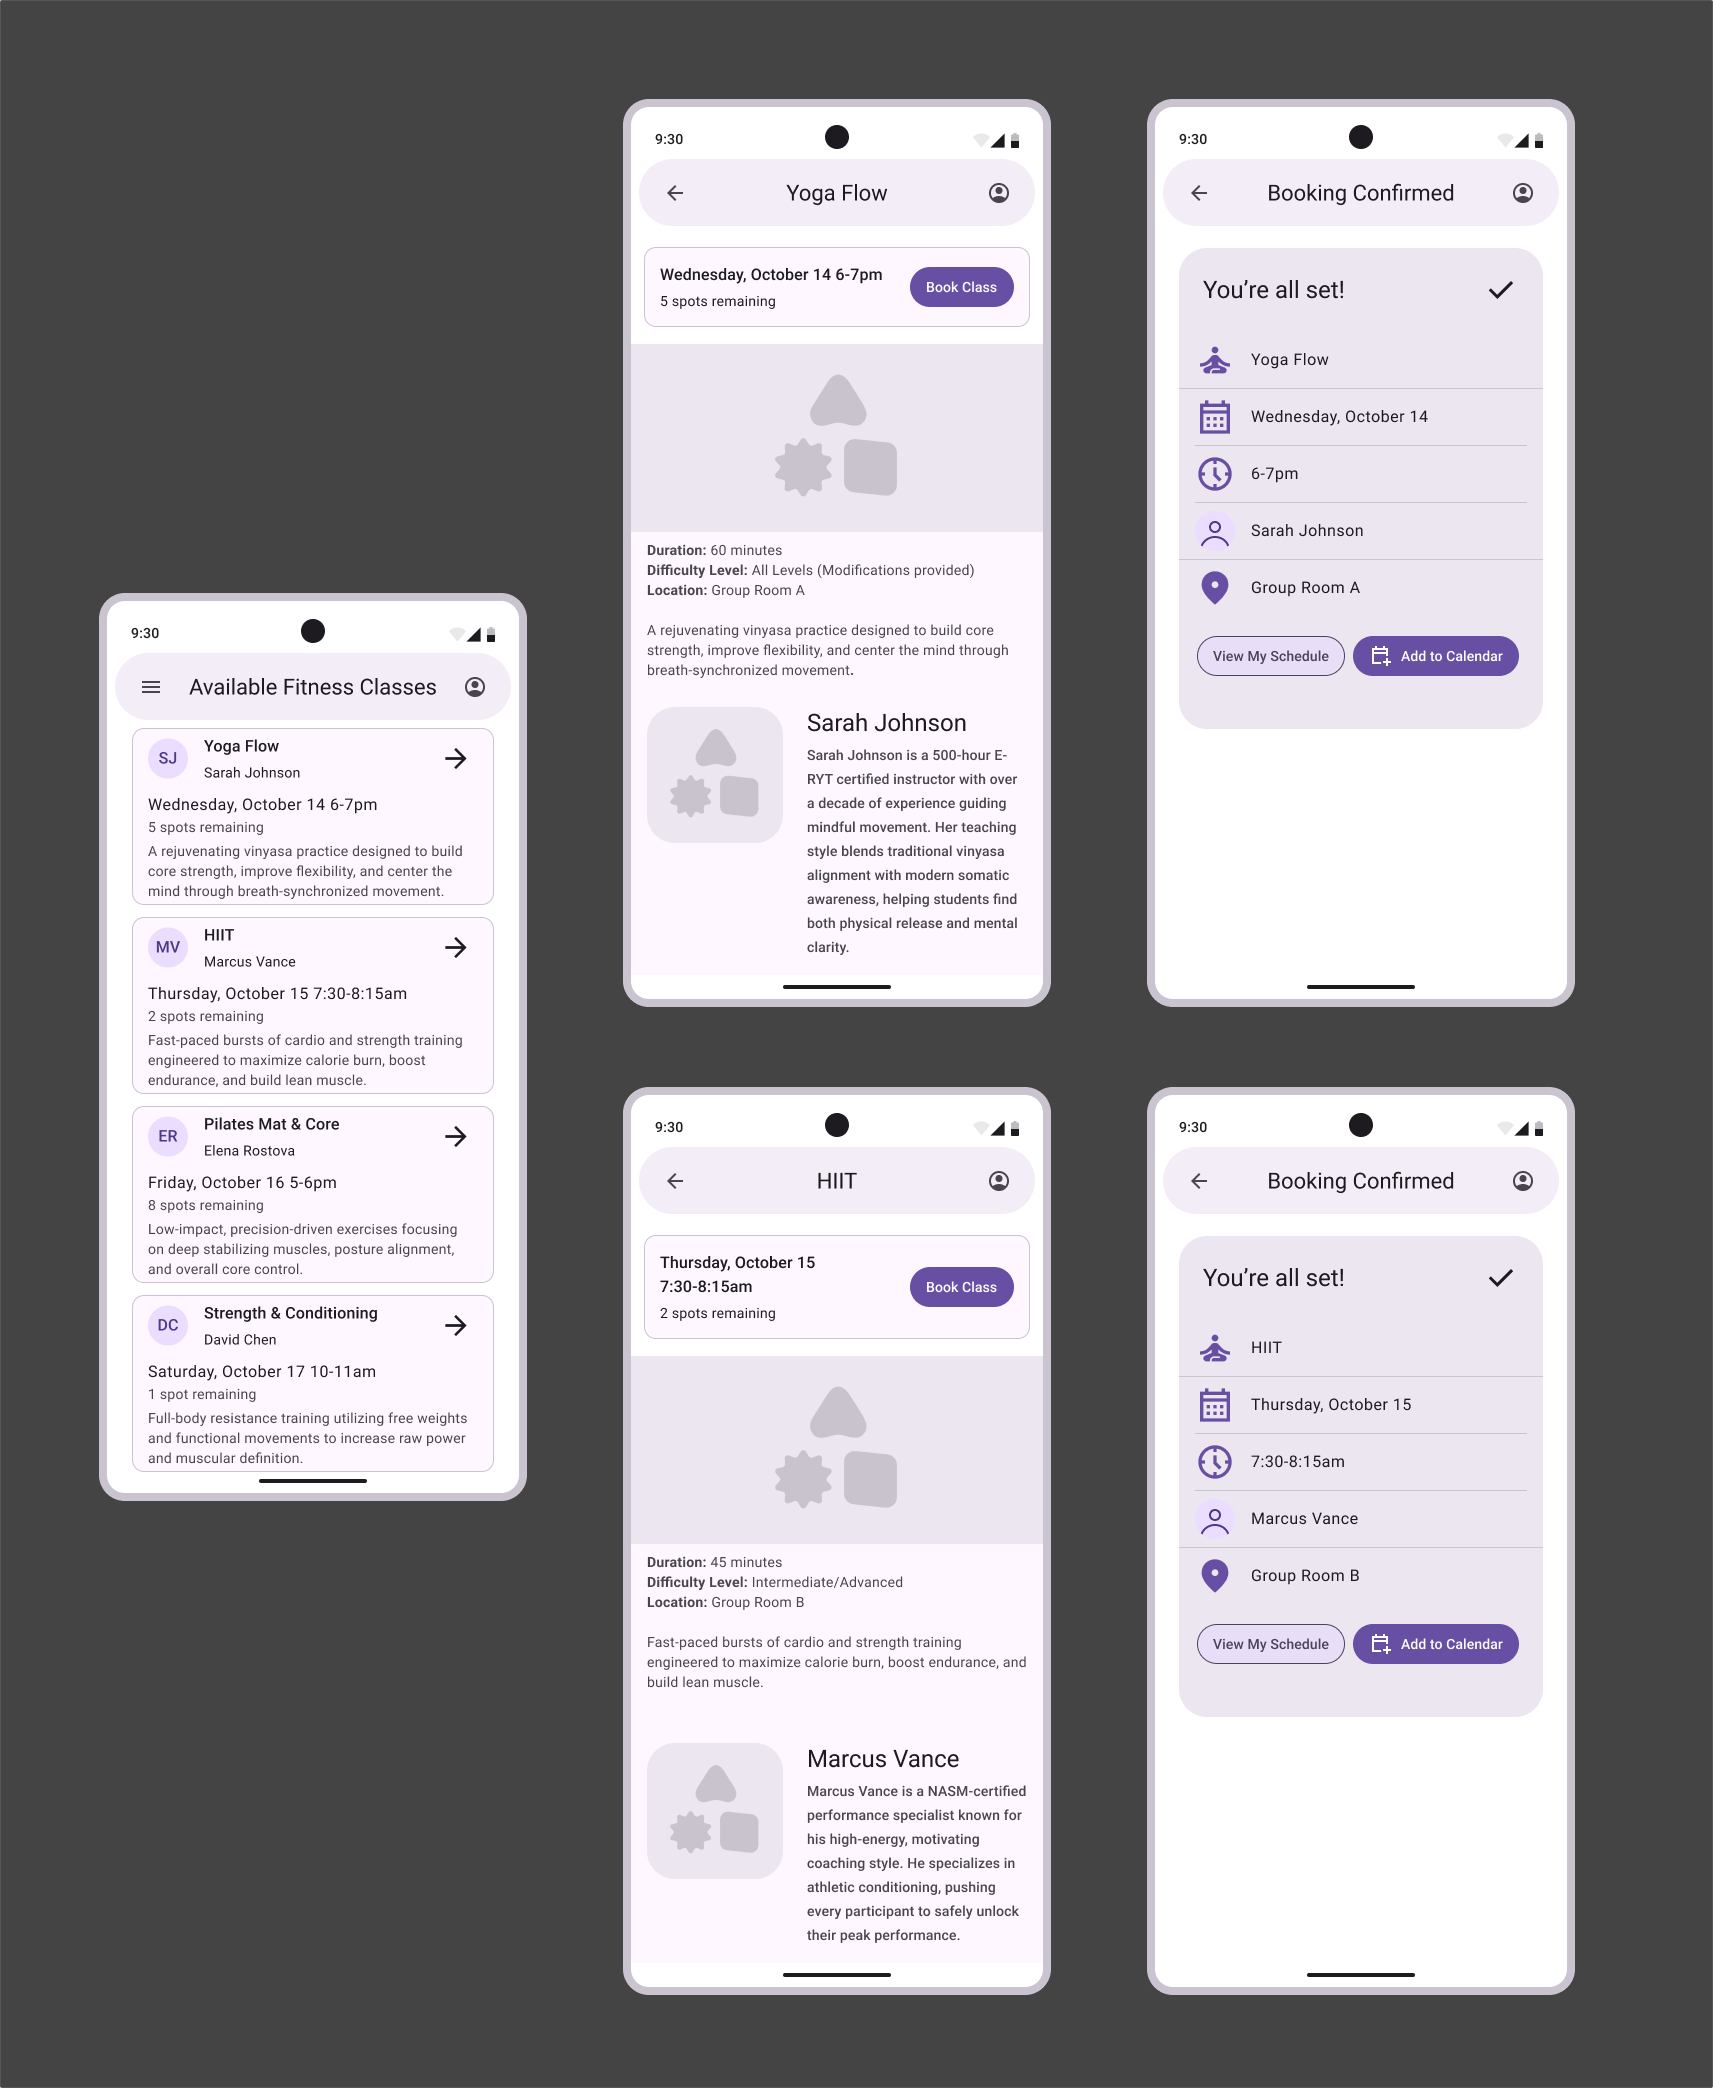 9:30
Available Fitness Classes
SJ
Yoga Flow
Sarah Johnson
Wednesday, October 14 6-7pm
5 spots remaining
A rejuvenating vinyasa practice designed to build
core strength, improve flexibility, and center the
mind through breath-synchronized movement.
MV
HIIT
Marcus Vance
Thursday, October 15 7:30-8:15am
2 spots remaining
Fast-paced bursts of cardio and strength training
engineered to maximize calorie burn, boost
endurance, and build lean muscle.
ER
Pilates Mat & Core
Elena Rostova
Friday, October 16 5-6pm
8 spots remaining
Low-impact, precision-driven exercises focusing
on deep stabilizing muscles, posture alignment,
and overall core control.
DC
Strength & Conditioning
David Chen
Saturday, October 17 10-11am
1 spot remaining
Full-body resistance training utilizing free weights
and functional movements to increase raw power
and muscular definition.
9:30
Yoga Flow
Wednesday, October 14 6-7pm
5 spots remaining
Book Class
Duration: 60 minutes
Difficulty Level: All Levels (Modifications provided)
Location: Group Room A
A rejuvenating vinyasa practice designed to build core
strength, improve flexibility, and center the mind through
breath-synchronized movement.
Sarah Johnson
Sarah Johnson is a 500-hour E-
RYT certified instructor with over
a decade of experience guiding
mindful movement. Her teaching
style blends traditional vinyasa
alignment with modern somatic
awareness, helping students find
both physical release and mental
clarity.
9:30
Booking Confirmed
You’re all set!
Yoga Flow
Wednesday, October 14
6-7pm
Sarah Johnson
Group Room A
View My Schedule
Add to Calendar
9:30
HIIT
Thursday, October 15
7:30-8:15am
2 spots remaining
Book Class
Duration: 45 minutes
Difficulty Level: Intermediate/Advanced
Location: Group Room B
Fast-paced bursts of cardio and strength training
engineered to maximize calorie burn, boost endurance, and
build lean muscle.
Marcus Vance
Marcus Vance is a NASM-certified
performance specialist known for
his high-energy, motivating
coaching style. He specializes in
athletic conditioning, pushing
every participant to safely unlock
their peak performance.
9:30
Booking Confirmed
You’re all set!
HIIT
Thursday, October 15
7:30-8:15am
Marcus Vance
Group Room B
View My Schedule
Add to Calendar